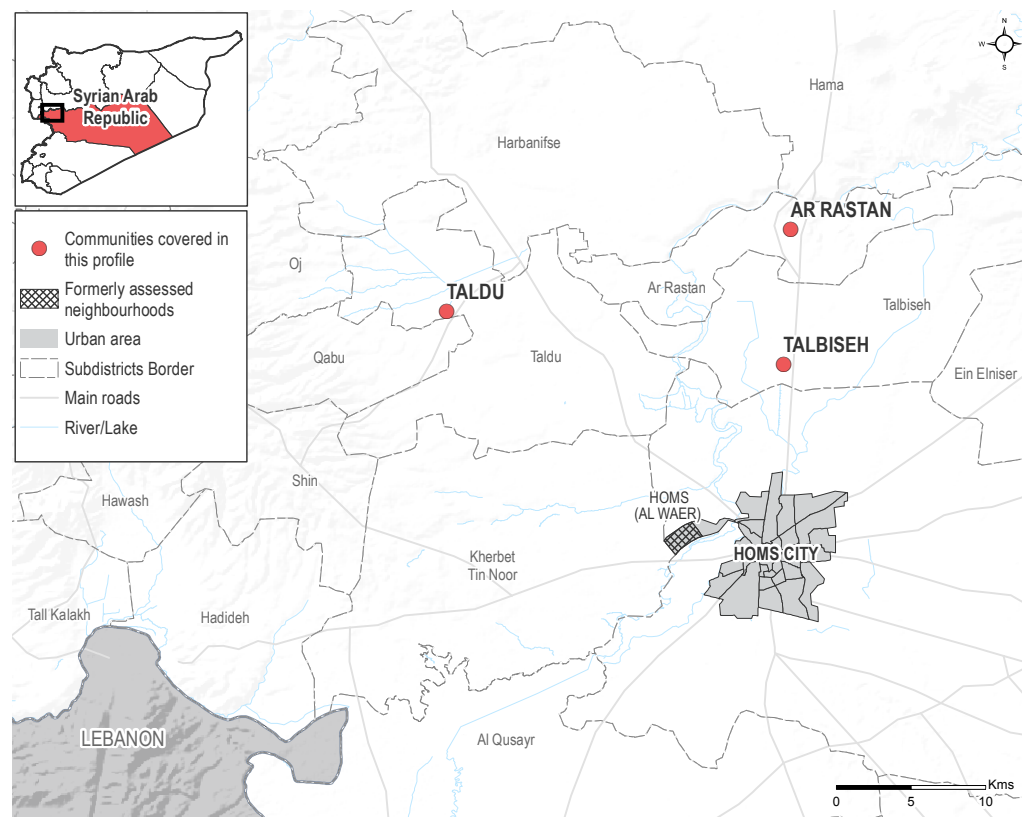 Syrian Arab
Republic
Communities covered in
this profile
Formerly assessed
neighbourhoods
Urban area
Subdistricts Border
Main roads
River/Lake
N
W
E
S
Hama
Harbanifse
AR RASTAN
Oj
TALDU
Ar Rastan
Talbiseh
TALBISEH
Qabu
Taldu
Ein Elniser
Shin
Hawash
HOMS
(AL WAER)
HOMS CITY
Kherbet
Tin Noor
Tall Kalakh
Hadideh
LEBANON
Al Qusayr
Kms
0 5 10